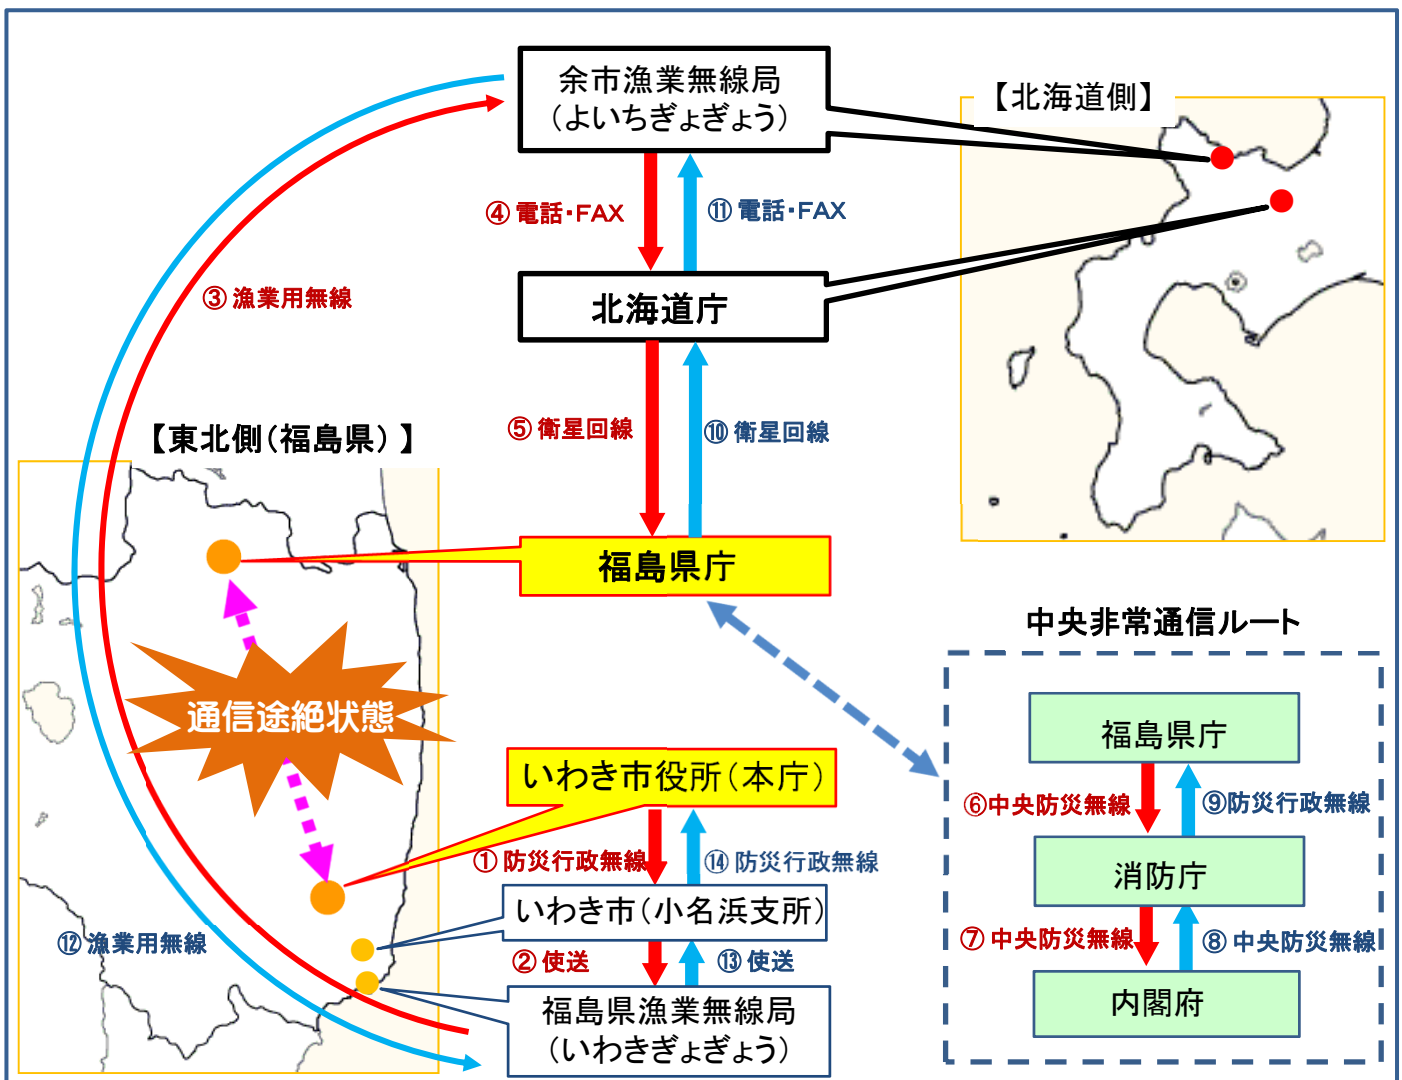 余市漁業無線局
(よいちぎょぎょう)
【北海道側】
④ 電話・FAX
⑪ 電話・FAX
③ 漁業用無線
北海道庁
⑤ 衛星回線
⑩ 衛星回線
【東北側(福島県) 】
福島県庁
通信途絶状態
中央非常通信ルート
福島県庁
⑥中央防災無線
⑨防災行政無線
消防庁
⑦ 中央防災無線
⑧ 中央防災無線
内閣府
いわき市役所(本庁)
① 防災行政無線
⑭ 防災行政無線
いわき市(小名浜支所)
② 使送
⑬ 使送
⑫ 漁業用無線
福島県漁業無線局
(いわきぎょぎょう)